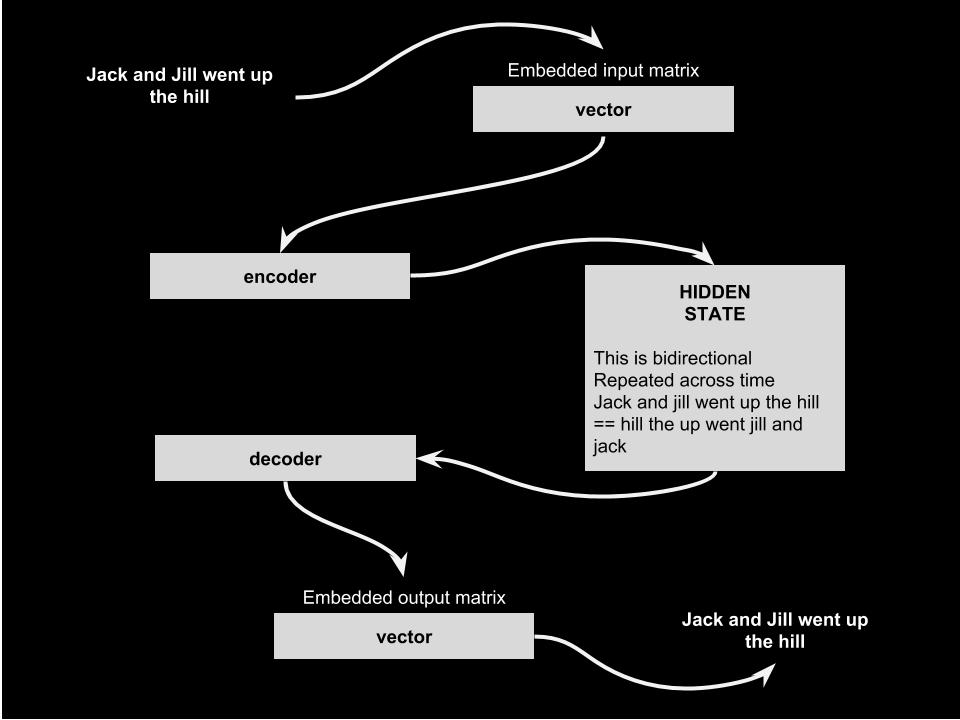 Jack and Jill went up
the hill
Embedded input matrix
vector
encoder
HIDDEN
STATE
This is bidirectional
Repeated across time
Jack and jill went up the hill
== hill the up went jill and
jack
decoder
Embedded output matrix
vector
Jack and Jill went up
the hill